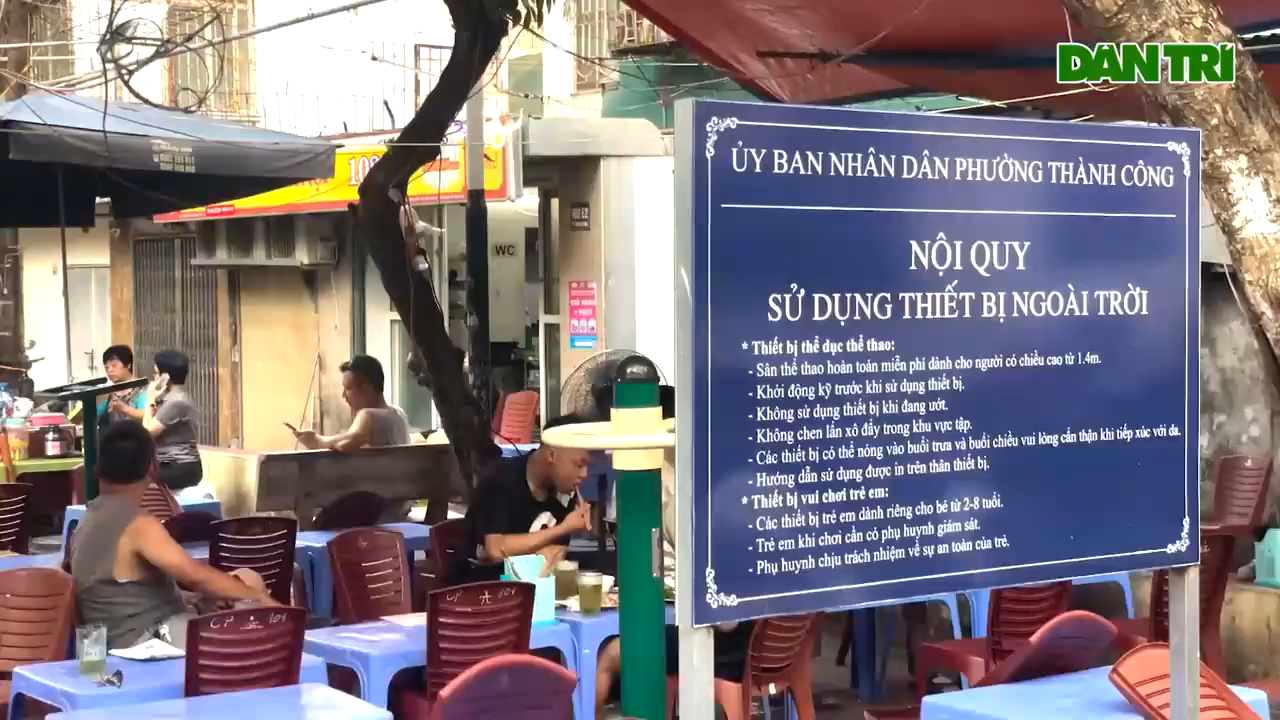 DÂN TRÍ
ỦY BAN NHÂN DÂN PHƯỜNG THÀNH CÔNG
NỘI QUY
SỬ DỤNG THIẾT BỊ NGOÀI TRỜI
* Thiết bị thể dục thể thao:
- Sân thể thao hoàn toàn miễn phí dành cho người có chiều cao từ 1.4m.
- Khởi động kỹ trước khi sử dụng thiết bị.
- Không sử dụng thiết bị khi đang ướt.
- Không chen lấn xô đẩy trong khu vực tập.
- Các thiết bị có thể nóng vào buổi trưa và buổi chiều vui lòng cẩn thận khi tiếp xúc với da.
- Hướng dẫn sử dụng được in trên thân thiết bị.
* Thiết bị vui chơi trẻ em:
- Các thiết bị trẻ em dành riêng cho bé từ 2-8 tuổi.
- Trẻ em khi chơi cần có phụ huynh giám sát.
- Phụ huynh chịu trách nhiệm về sự an toàn của trẻ.
WC
CP 101
CP 101